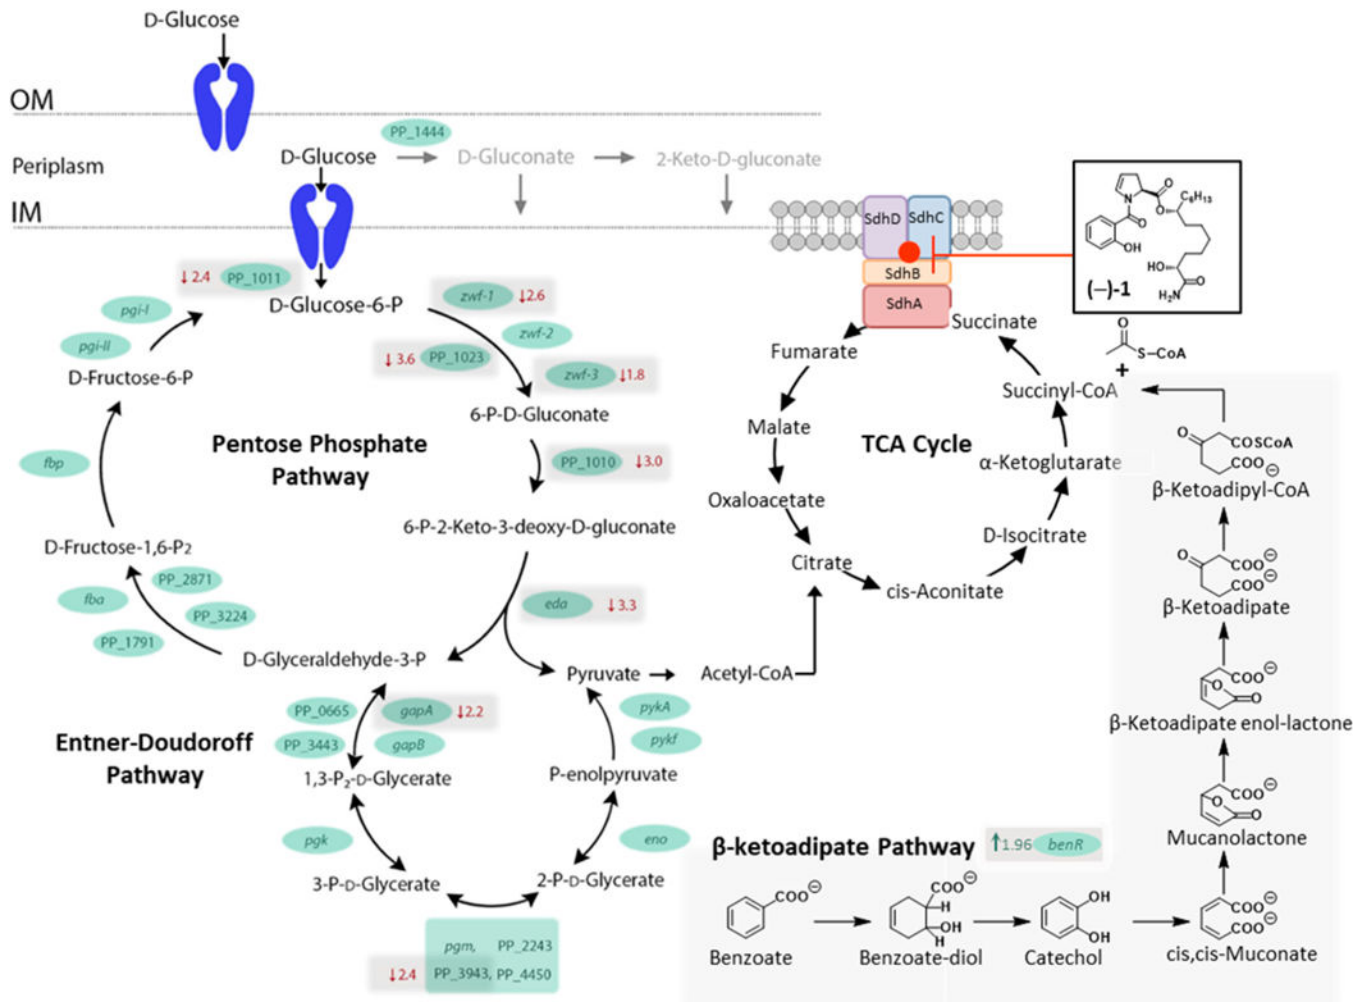 D-Glucose
OM
PP_1444
Periplasm
D-Glucose
D-Gluconate
2-Keto-D-gluconate
IM
SdhD
SdhC
SdhB
SdhA
C₆H₁₃
N
O
O
O
OH
HO
O
H₂N
(−)-1
↓2.4
PP_1011
D-Glucose-6-P
pgi-I
pgi-II
D-Fructose-6-P
zwf-1
↓2.6
zwf-2
↓3.6
PP_1023
zwf-3
↓1.8
6-P-D-Gluconate
Pentose Phosphate
Pathway
fbp
PP_1010
↓3.0
6-P-2-Keto-3-deoxy-D-gluconate
D-Fructose-1,6-P2
PP_2871
fba
PP_3224
PP_1791
eda
↓3.3
D-Glyceraldehyde-3-P
Pyruvate
Acetyl-CoA
PP_0665
gapA
↓2.2
PP_3443
gapB
pykA
pykf
Entner-Doudoroff
Pathway
1,3-P₂-D-Glycerate
P-enolpyruvate
pgk
eno
3-P-D-Glycerate
2-P-D-Glycerate
pgm,
PP_2243
↓2.4
PP_3943,
PP_4450
Succinate
Fumarate
O
S-CoA
+
Succinyl-CoA
Malate
TCA Cycle
α-Ketoglutarate
Oxaloacetate
D-Isocitrate
Citrate
cis-Aconitate
O
COSCoA
COO⊖
β-Ketoadipyl-CoA
O
COO⊖
COO⊖
β-Ketoadipate
COO⊖
O
O
β-Ketoadipate enol-lactone
COO⊖
O
O
Mucanolactone
β-ketoadipate Pathway
↑1.96
benR
COO⊖
Benzoate
COO⊖
H
OH
H
Benzoate-diol
OH
OH
Catechol
COO⊖
COO⊖
cis,cis-Muconate